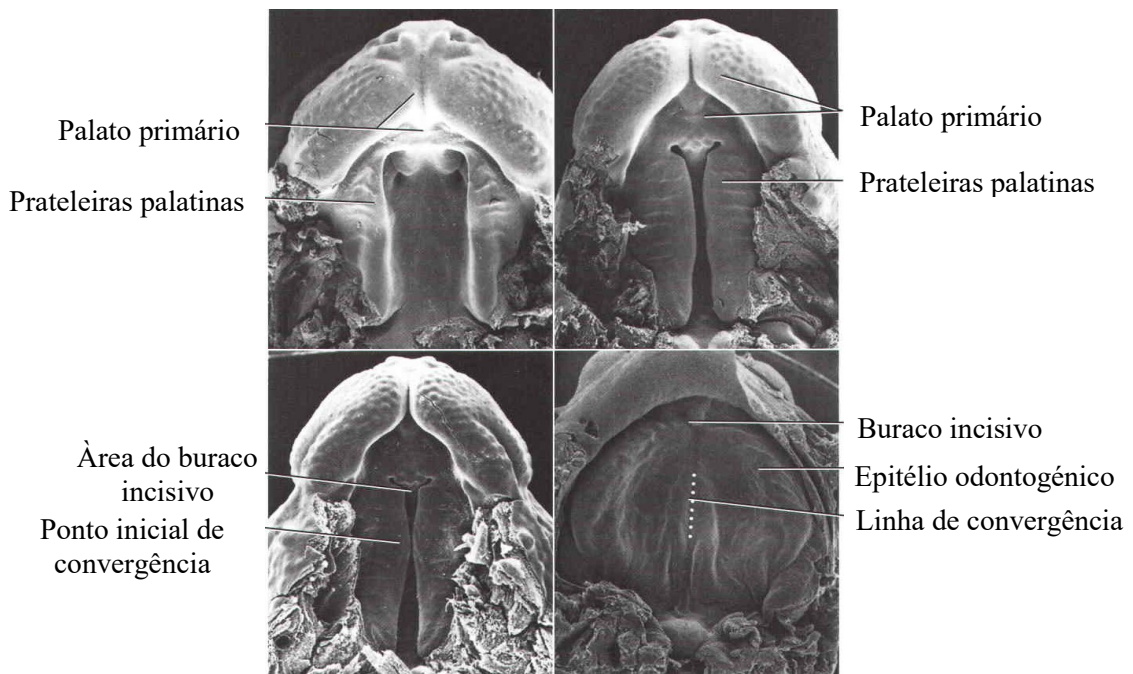 Palato primário
Prateleiras palatinas
Palato primário
Prateleiras palatinas
Àrea do buraco
incisivo
Ponto inicial de
convergência
Buraco incisivo
Epitélio odontogénico
Linha de convergência